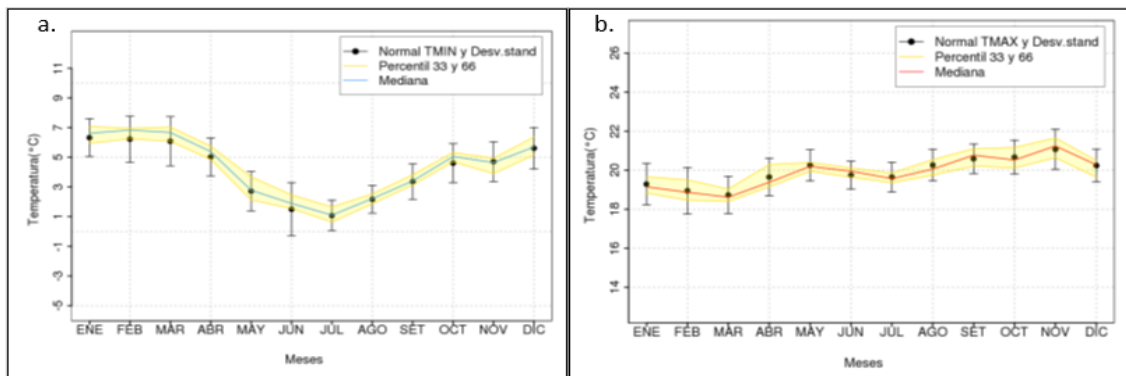 a.
Normal TMIN y Desv.stand
Percentil 33 y 66
Mediana
Temperatura(°C)
11
9
7
5
3
1
-1
-3
-5
ENE FEB MAR ABR MAY JUN JUL AGO SET OCT NOV DIC
Meses
b.
Normal TMAX y Desv.stand
Percentil 33 y 66
Mediana
Temperatura(°C)
26
24
22
20
18
16
14
ENE FEB MAR ABR MAY JUN JUL AGO SET OCT NOV DIC
Meses